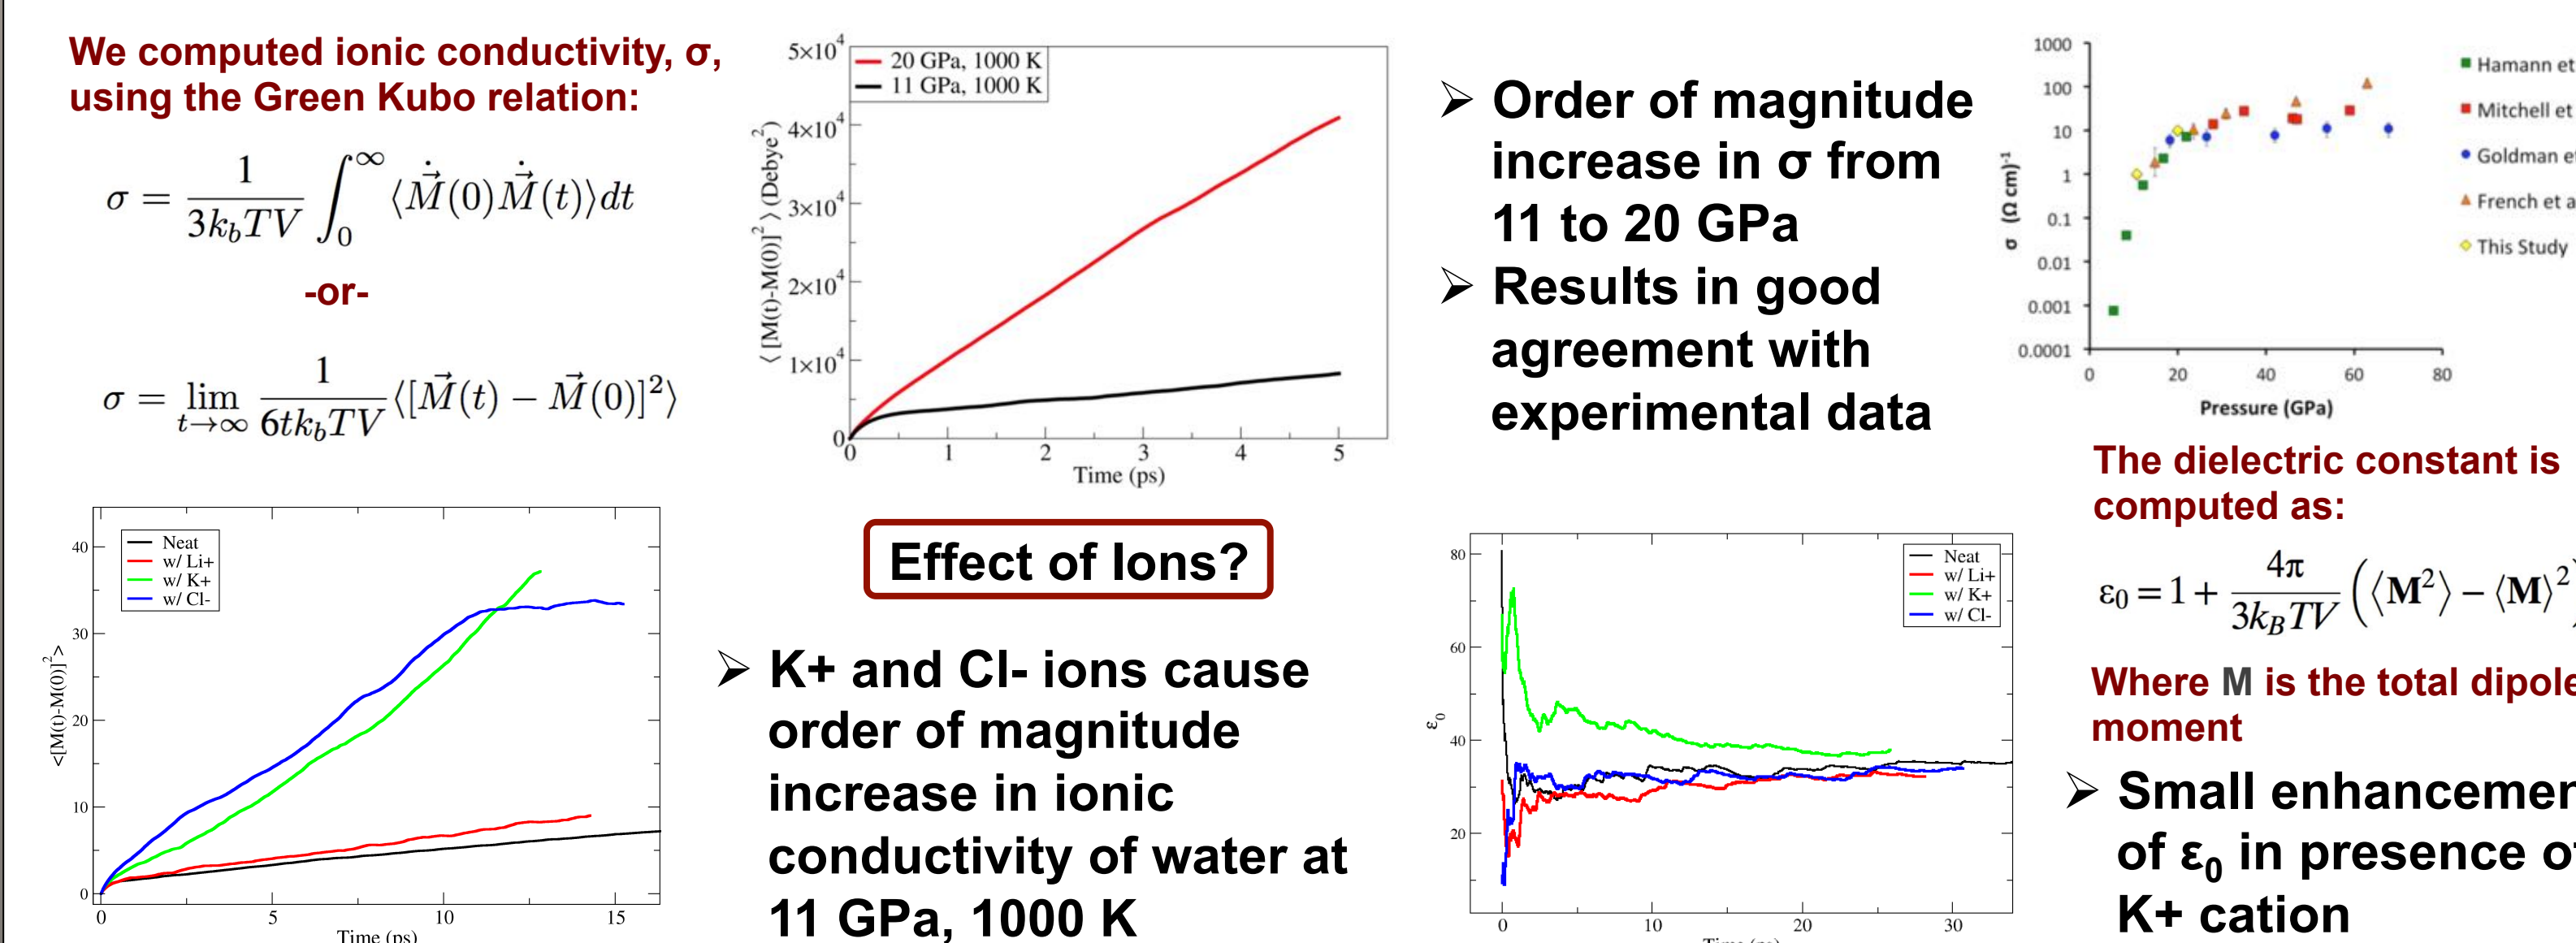 We computed ionic conductivity, σ,
using the Green Kubo relation:
σ = 1 / 3k_bTV ∫_0^∞ ⟨Ṁ⃗(0)Ṁ⃗(t)⟩dt
-or-
σ = lim_{t→∞} 1 / 6tk_bTV ⟨[M⃗(t) − M⃗(0)]²⟩
20 GPa, 1000 K
11 GPa, 1000 K
⟨ [M(t)-M(0)]² ⟩ (Debye²)
5×10⁴
4×10⁴
3×10⁴
2×10⁴
1×10⁴
0
0 1 2 3 4 5
Time (ps)
➢ Order of magnitude
increase in σ from
11 to 20 GPa
➢ Results in good
agreement with
experimental data
σ (Ω cm)⁻¹
1000
100
10
1
0.1
0.01
0.001
0.0001
0 20 40 60 80
Pressure (GPa)
Hamann et
Mitchell et
Goldman et
French et a
This Study
Neat
w/ Li+
w/ K+
w/ Cl-
<[M(t)-M(0)]²>
40
30
20
10
0
0 5 10 15
Time (ps)
Effect of Ions?
➢ K+ and Cl- ions cause
order of magnitude
increase in ionic
conductivity of water at
11 GPa, 1000 K
Neat
w/ Li+
w/ K+
w/ Cl-
ε₀
80
60
40
20
0 10 20 30
Time (ps)
The dielectric constant is
computed as:
ε₀ = 1 + 4π / 3k_BTV (⟨M²⟩ − ⟨M⟩²)
Where M is the total dipole
moment
➢ Small enhancemen
of ε₀ in presence of
K+ cation